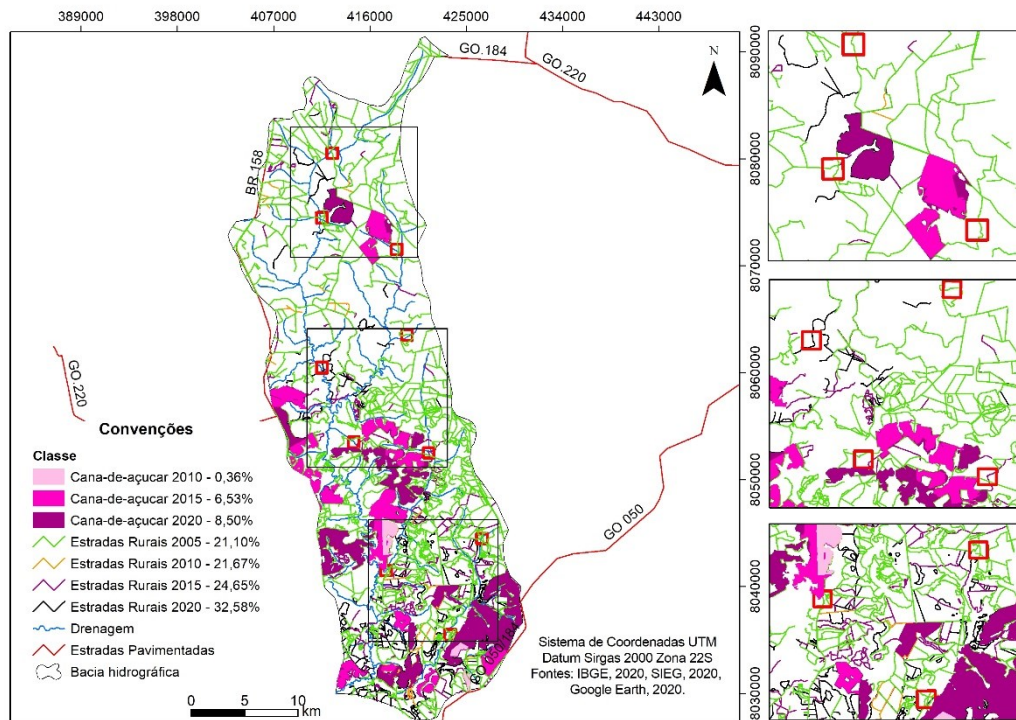 389000 398000 407000 416000 425000 434000 443000
GO.184
GO.220
N
BR 158
GO.220
GO 050
GO 050/184
8090000
8080000
8070000
8060000
8050000
8040000
8030000
Convenções
Classe
Cana-de-açucar 2010 - 0,36%
Cana-de-açucar 2015 - 6,53%
Cana-de-açucar 2020 - 8,50%
Estradas Rurais 2005 - 21,10%
Estradas Rurais 2010 - 21,67%
Estradas Rurais 2015 - 24,65%
Estradas Rurais 2020 - 32,58%
Drenagem
Estradas Pavimentadas
Bacia hidrográfica
0 5 10
km
Sistema de Coordenadas UTM
Datum Sirgas 2000 Zona 22S
Fontes: IBGE, 2020, SIEG, 2020,
Google Earth, 2020.